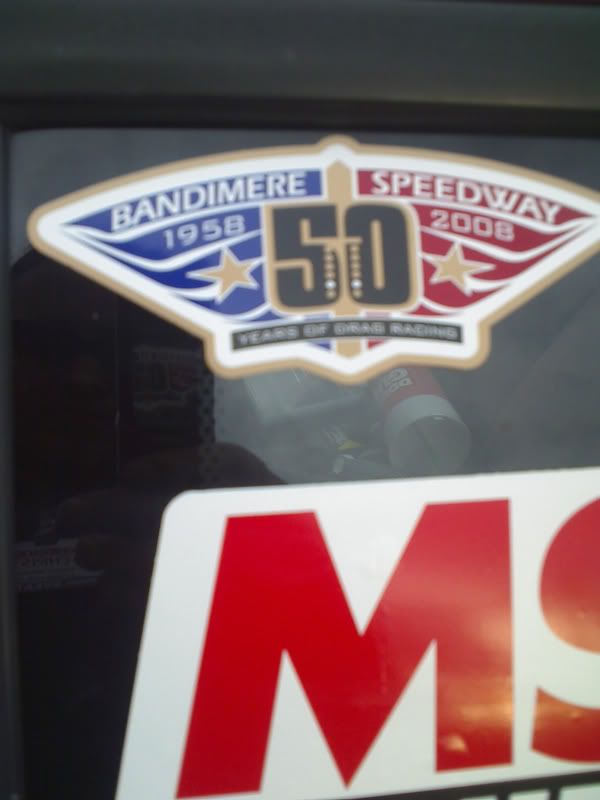 BANDIMERE SPEEDWAY
1958 50 2008
YEARS OF DRAG RACING
MS